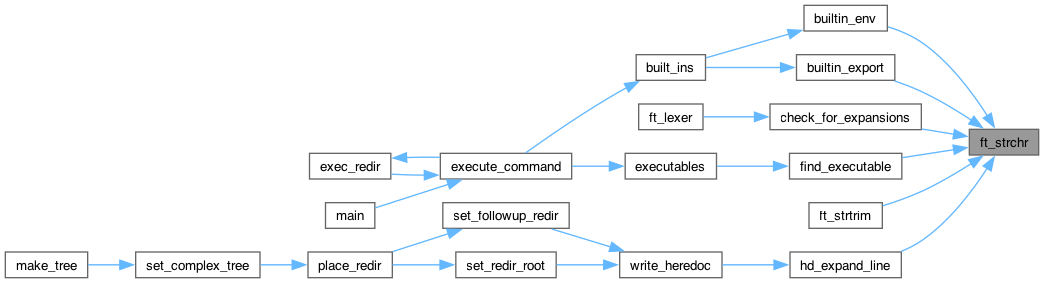 builtin_env
built_ins
builtin_export
ft_lexer
check_for_expansions
ft_strchr
exec_redir
execute_command
executables
find_executable
main
set_followup_redir
ft_strtrim
make_tree
set_complex_tree
place_redir
set_redir_root
write_heredoc
hd_expand_line